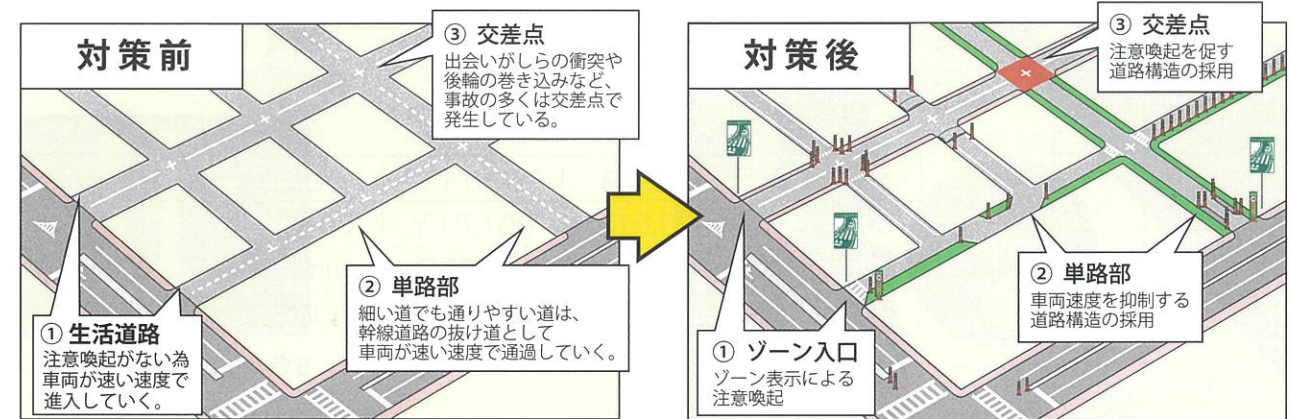 対策前
③ 交差点
出会いがしらの衝突や
後輪の巻き込みなど、
事故の多くは交差点で
発生している。
② 単路部
細い道でも通りやすい道は、
幹線道路の抜け道として
車両が速い速度で通過していく。
① 生活道路
注意喚起がない為
車両が速い速度で
進入していく。
対策後
③ 交差点
注意喚起を促す
道路構造の採用
② 単路部
車両速度を抑制する
道路構造の採用
① ゾーン入口
ゾーン表示による
注意喚起